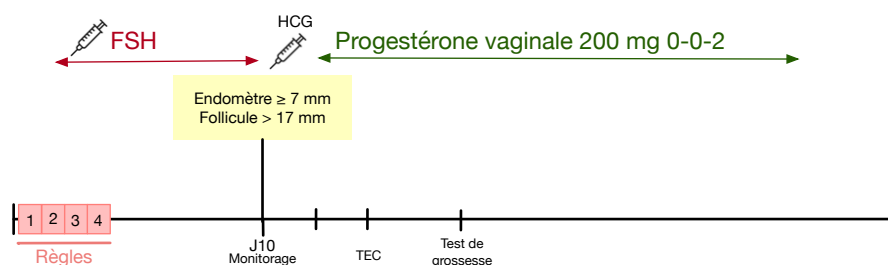 HCG
FSH
Progestérone vaginale 200 mg 0-0-2
Endomètre ≥ 7 mm
Follicule > 17 mm
1 2 3 4
Règles
J10
Monitorage
TEC
Test de
grossesse